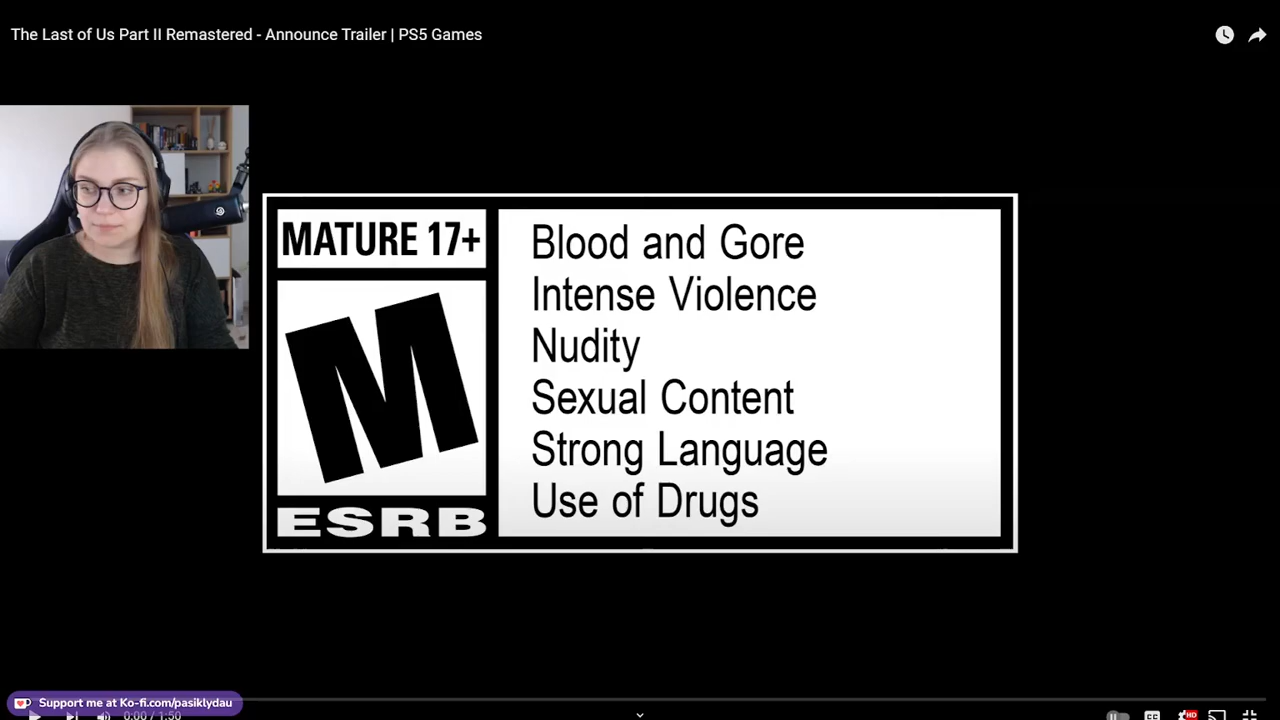 The Last of Us Part II Remastered - Announce Trailer | PS5 Games
MATURE 17+
M
ESRB
Blood and Gore
Intense Violence
Nudity
Sexual Content
Strong Language
Use of Drugs
Support me at Ko-fi.com/pasiklydau
0:00 / 1:50
CC
HD